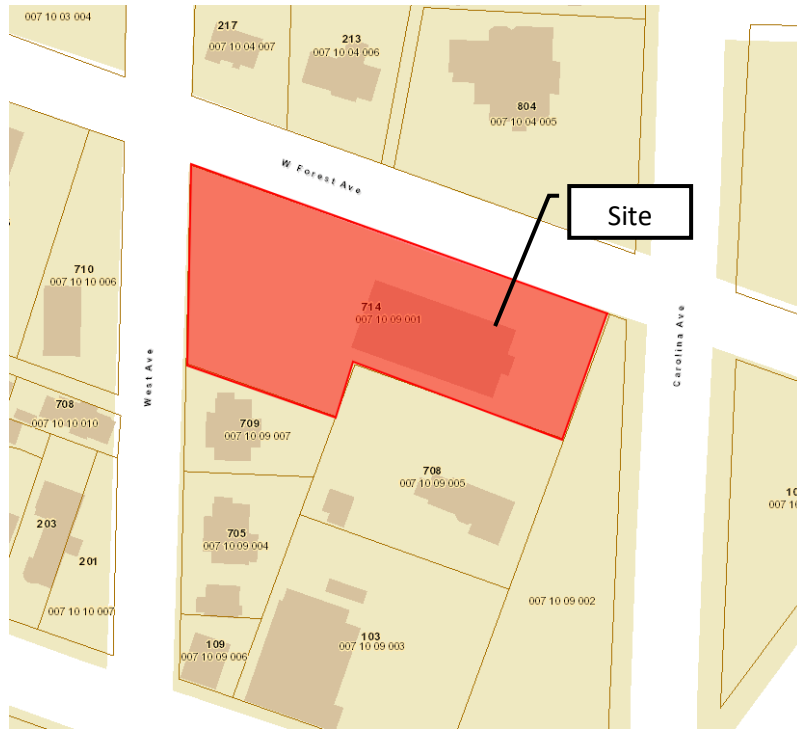 007 10 03 004
217
007 10 04 007
213
007 10 04 006
804
007 10 04 005
W Forest Ave
Site
710
007 10 10 006
714
007 10 09 001
Carolina Ave
West Ave
708
007 10 10 010
709
007 10 09 007
708
007 10 09 005
203
201
007 10 10 007
705
007 10 09 004
007 10 09 002
109
007 10 09 006
103
007 10 09 003